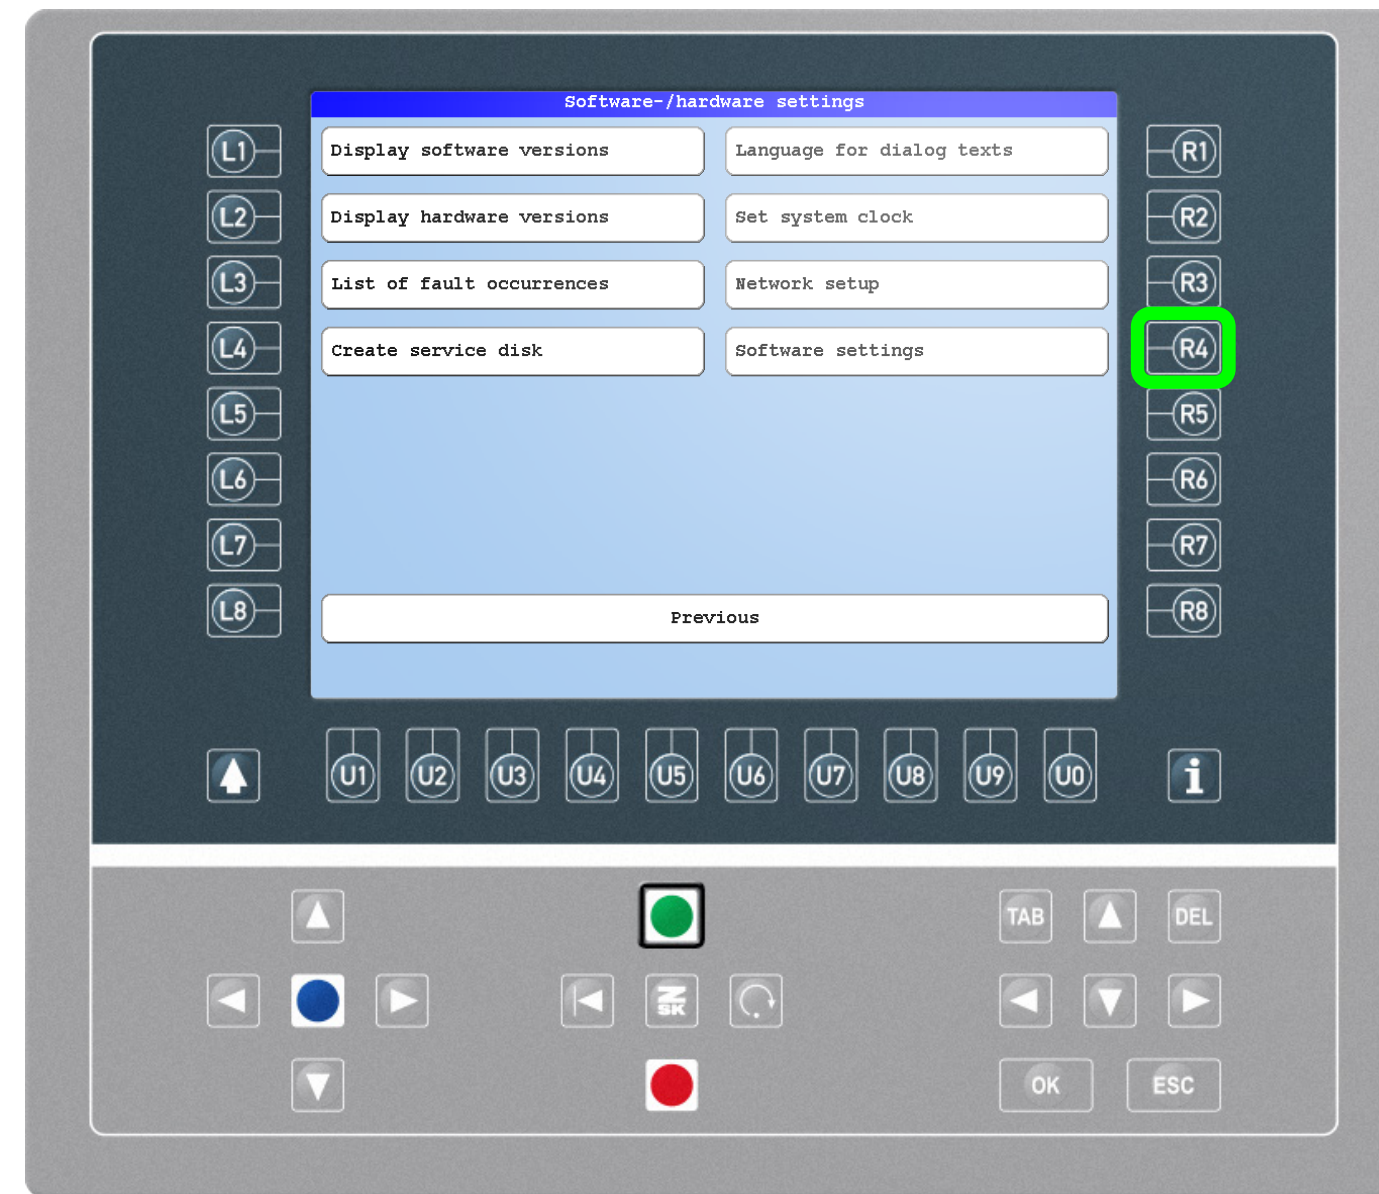 Software-/hardware settings
L1 Display software versions Language for dialog texts R1
L2 Display hardware versions Set system clock R2
L3 List of fault occurrences Network setup R3
L4 Create service disk Software settings R4
L5 R5
L6 R6
L7 R7
L8 Previous R8
U1 U2 U3 U4 U5 U6 U7 U8 U9 U0 i
TAB DEL
Z SK
OK ESC